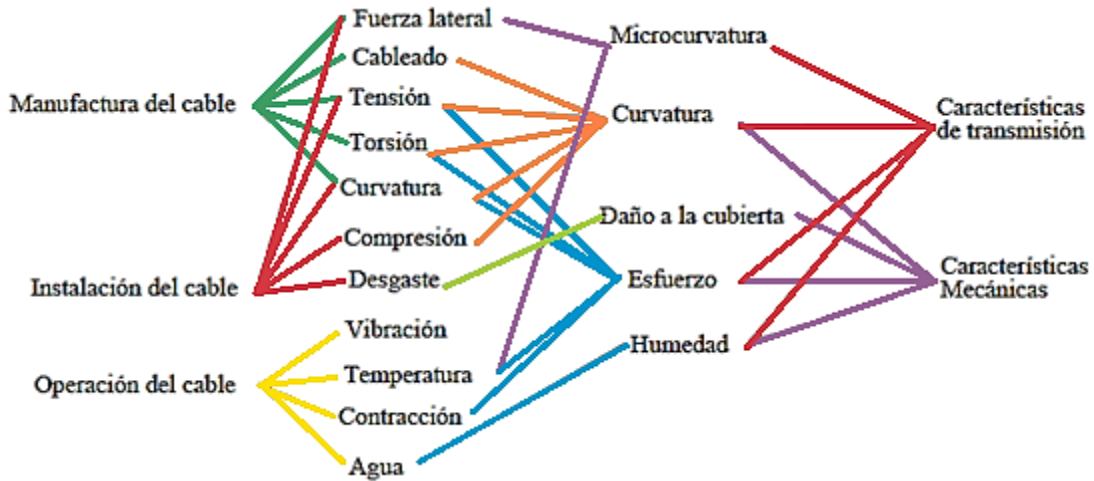 Manufactura del cable
Instalación del cable
Operación del cable
Fuerza lateral
Cableado
Tensión
Torsión
Curvatura
Compresión
Desgaste
Vibración
Temperatura
Contracción
Agua
Microcurvatura
Curvatura
Daño a la cubierta
Esfuerzo
Humedad
Características
de transmisión
Características
Mecánicas